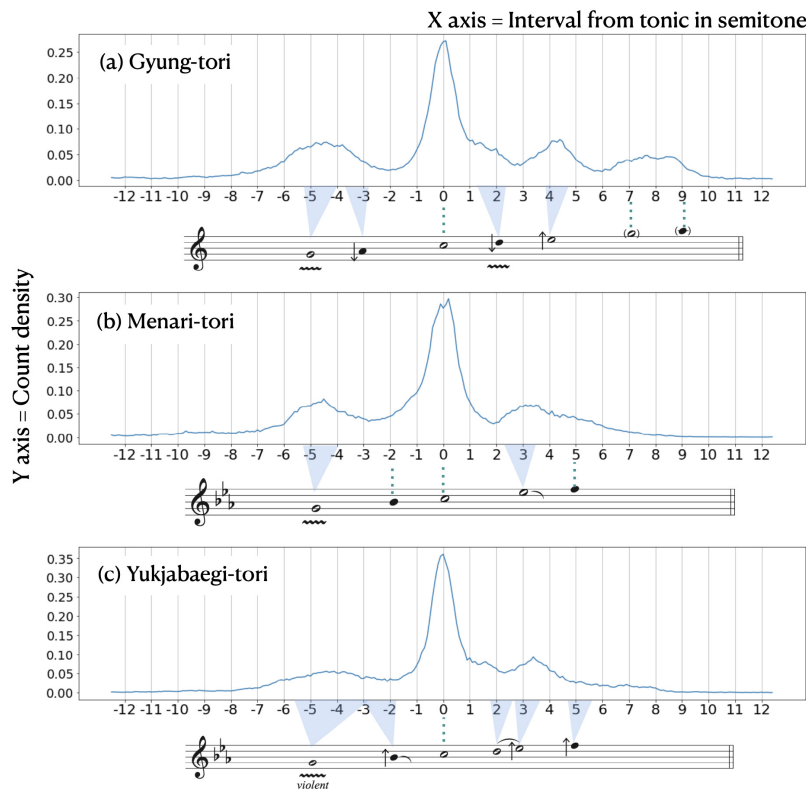 X axis = Interval from tonic in semitone
Y axis = Count density
(a) Gyung-tori
0.25
0.20
0.15
0.10
0.05
0.00
-12 -11 -10 -9 -8 -7 -6 -5 -4 -3 -2 -1 0 1 2 3 4 5 6 7 8 9 10 11 12
(b) Menari-tori
0.30
0.25
0.20
0.15
0.10
0.05
0.00
-12 -11 -10 -9 -8 -7 -6 -5 -4 -3 -2 -1 0 1 2 3 4 5 6 7 8 9 10 11 12
(c) Yukjabaegi-tori
0.35
0.30
0.25
0.20
0.15
0.10
0.05
0.00
-12 -11 -10 -9 -8 -7 -6 -5 -4 -3 -2 -1 0 1 2 3 4 5 6 7 8 9 10 11 12
violent